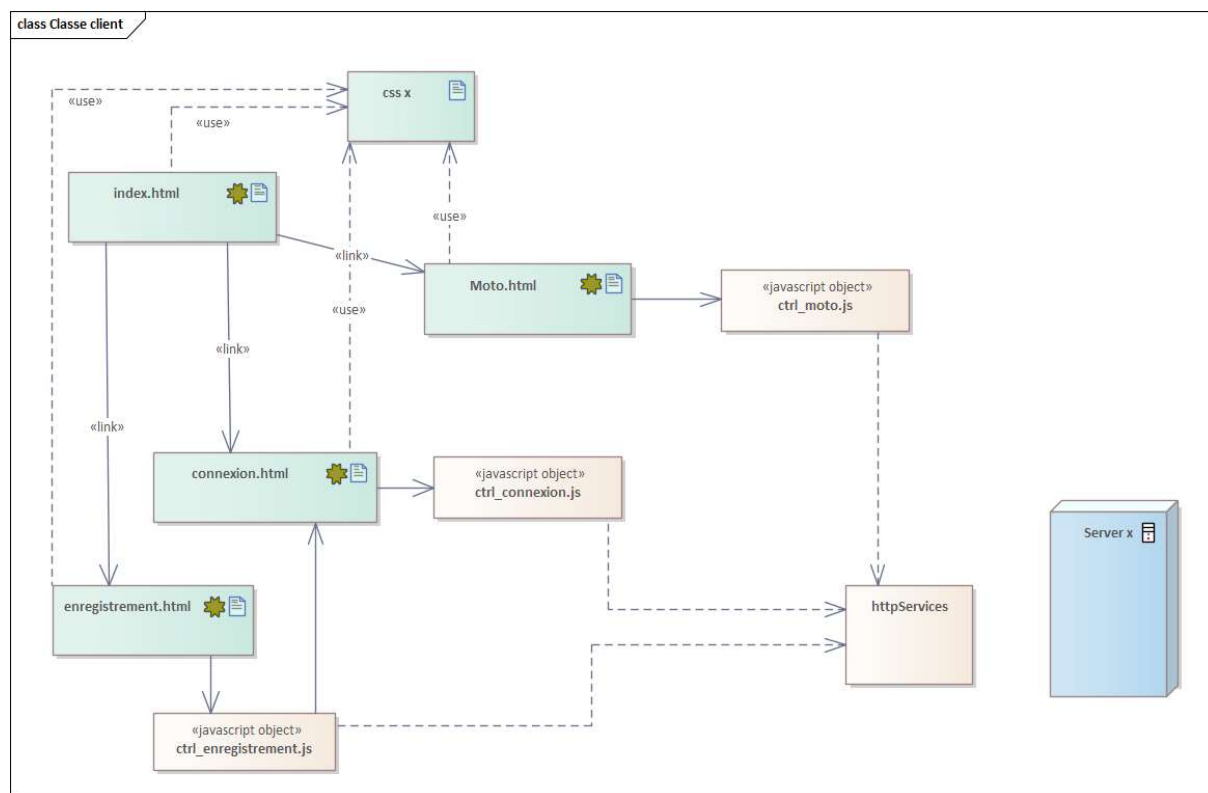 class Classe client
css x
«use»
«use»
index.html
«use»
«link»
Moto.html
«javascript object»
ctrl_moto.js
«use»
«link»
«link»
connexion.html
«javascript object»
ctrl_connexion.js
Server x
enregistrement.html
httpServices
«javascript object»
ctrl_enregistrement.js